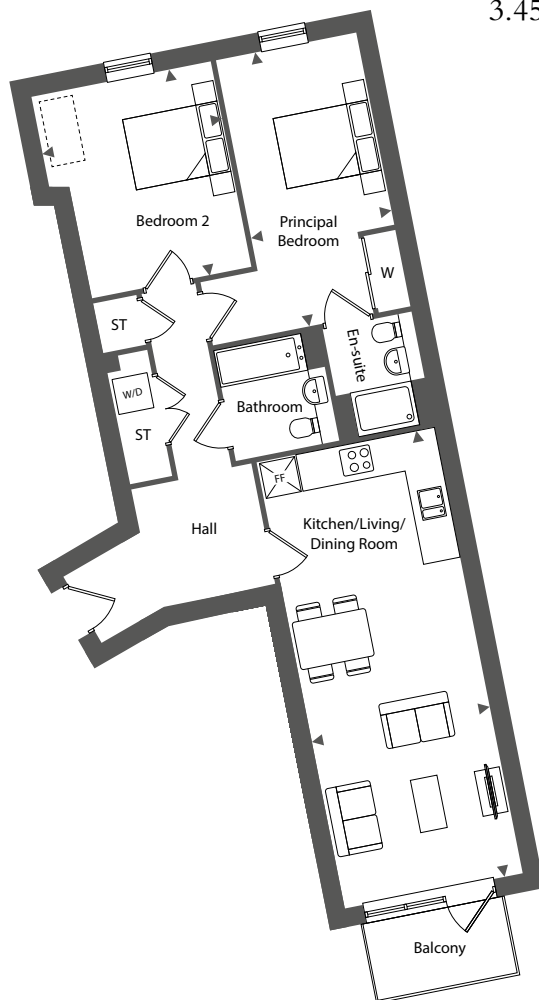 3.45
Bedroom 2
Principal
Bedroom
W
ST
En-suite
W/D
Bathroom
ST
FF
Hall
Kitchen/Living/
Dining Room
Balcony